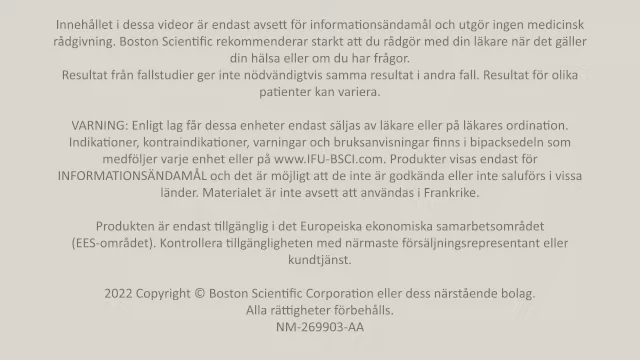 Innehållet i dessa videor är endast avsett för informationsändamål och utgör ingen medicinsk
rådgivning. Boston Scientific rekommenderar starkt att du rådgör med din läkare när det gäller
din hälsa eller om du har frågor.
Resultat från fallstudier ger inte nödvändigtvis samma resultat i andra fall. Resultat för olika
patienter kan variera.
VARNING: Enligt lag får dessa enheter endast säljas av läkare eller på läkares ordination.
Indikationer, kontraindikationer, varningar och bruksanvisningar finns i bipacksedeln som
medföljer varje enhet eller på www.IFU-BSCI.com. Produkter visas endast för
INFORMATIONSÄNDAMÅL och det är möjligt att de inte är godkända eller inte saluförs i vissa
länder. Materialet är inte avsett att användas i Frankrike.
Produkten är endast tillgänglig i det Europeiska ekonomiska samarbetsområdet
(EES-området). Kontrollera tillgängligheten med närmaste försäljningsrepresentant eller
kundtjänst.
2022 Copyright © Boston Scientific Corporation eller dess närstående bolag.
Alla rättigheter förbehålls.
NM-269903-AA